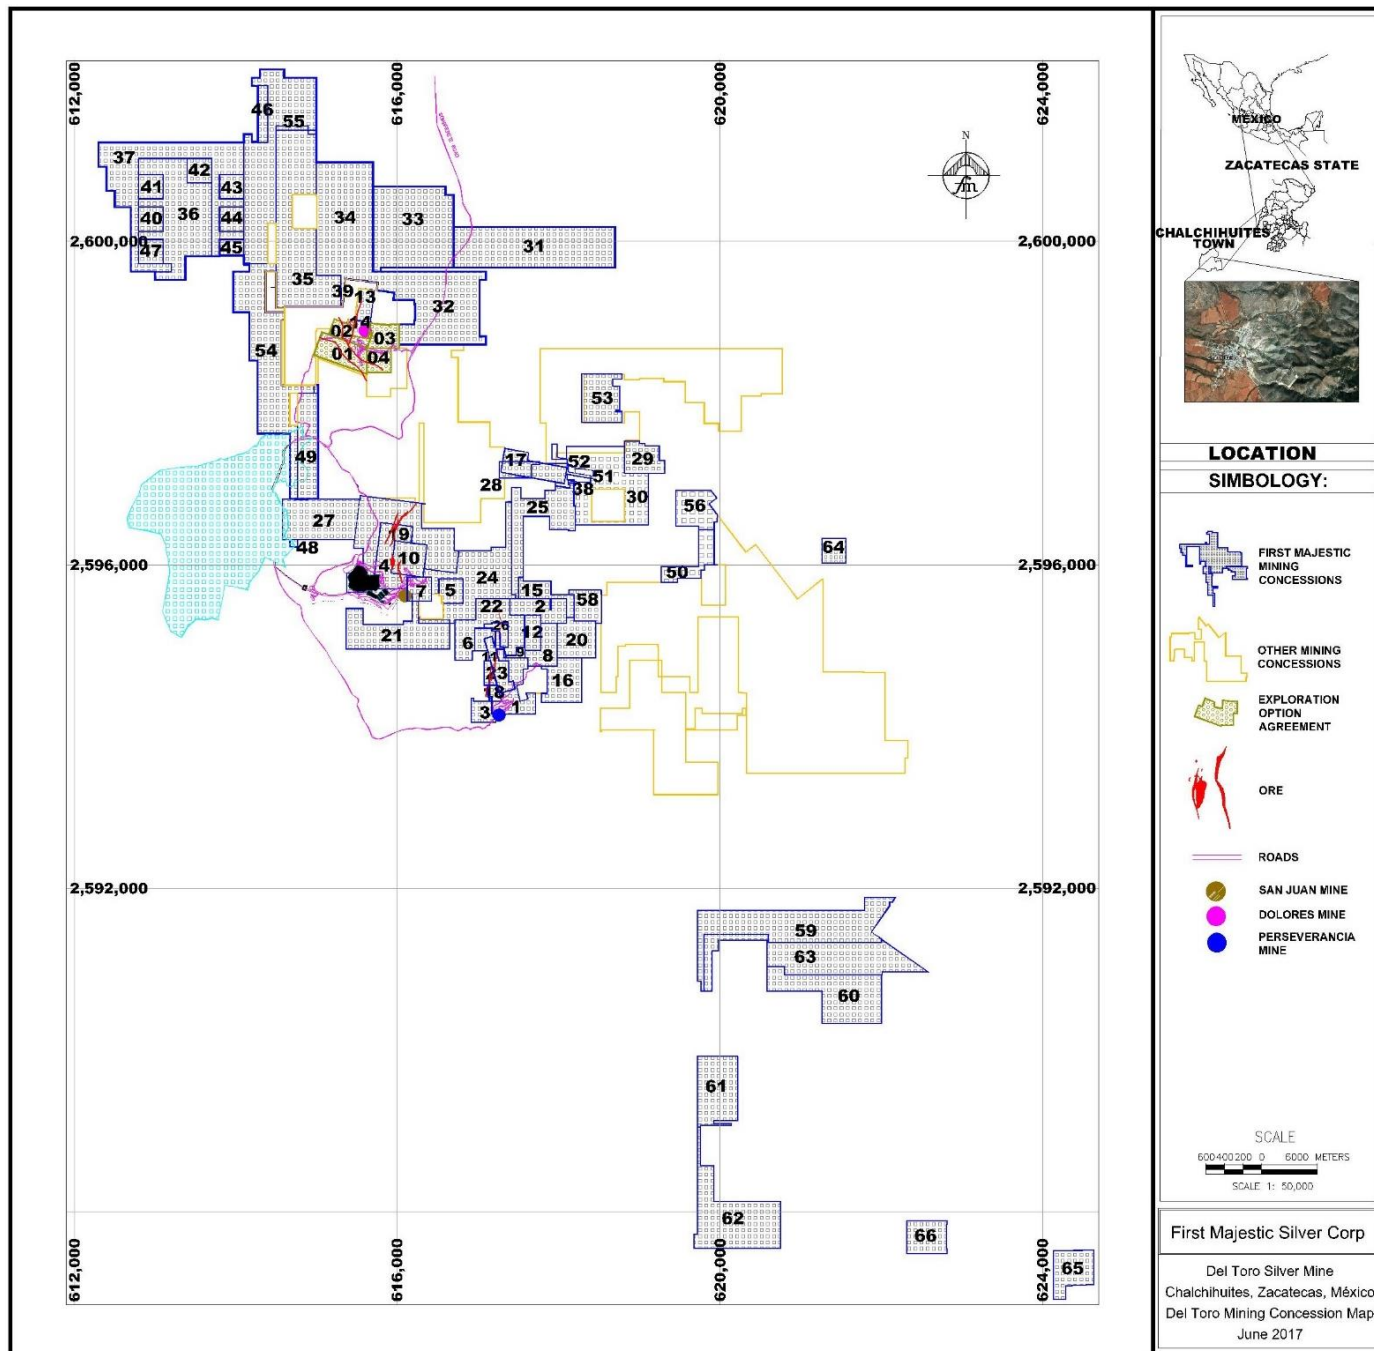 612,000
616,000
620,000
624,000
46
55
37
42
41
43
36
40
44
34
33
47
45
31
2,600,000
2,600,000
35
39
13
32
14
02
03
01
04
54
53
49
17
52
29
28
51
38
30
25
56
27
9
48
10
64
2,596,000
4
2,596,000
24
50
7
5
15
22
2
58
21
26
12
6
20
11
9
8
23
16
18
3
1
2,592,000
2,592,000
59
63
60
61
62
66
65
612,000
616,000
620,000
624,000
N
fm
MÉXICO
ZACATECAS STATE
CHALCHIHUITES
TOWN
LOCATION
SIMBOLOGY:
FIRST MAJESTIC
MINING
CONCESSIONS
OTHER MINING
CONCESSIONS
EXPLORATION
OPTION
AGREEMENT
ORE
ROADS
SAN JUAN MINE
DOLORES MINE
PERSEVERANCIA
MINE
SCALE
600400200 0 6000 METERS
SCALE 1: 50,000
First Majestic Silver Corp
Del Toro Silver Mine
Chalchihuites, Zacatecas, México
Del Toro Mining Concession Map
June 2017